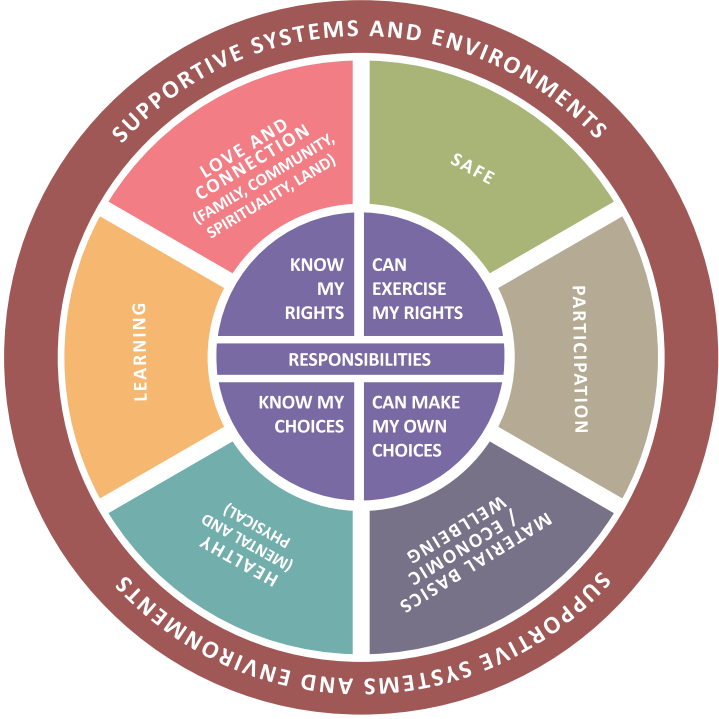 SUPPORTIVE SYSTEMS AND ENVIRONMENTS
LOVE AND
CONNECTION
(FAMILY, COMMUNITY,
SPIRITUALITY, LAND)
SAFE
PARTICIPATION
MATERIAL BASICS
/ ECONOMIC
WELLBEING
HEALTHY
(MENTAL AND
PHYSICAL)
LEARNING
KNOW
MY
RIGHTS
CAN
EXERCISE
MY RIGHTS
RESPONSIBILITIES
KNOW MY
CHOICES
CAN MAKE
MY OWN
CHOICES
SUPPORTIVE SYSTEMS AND ENVIRONMENTS